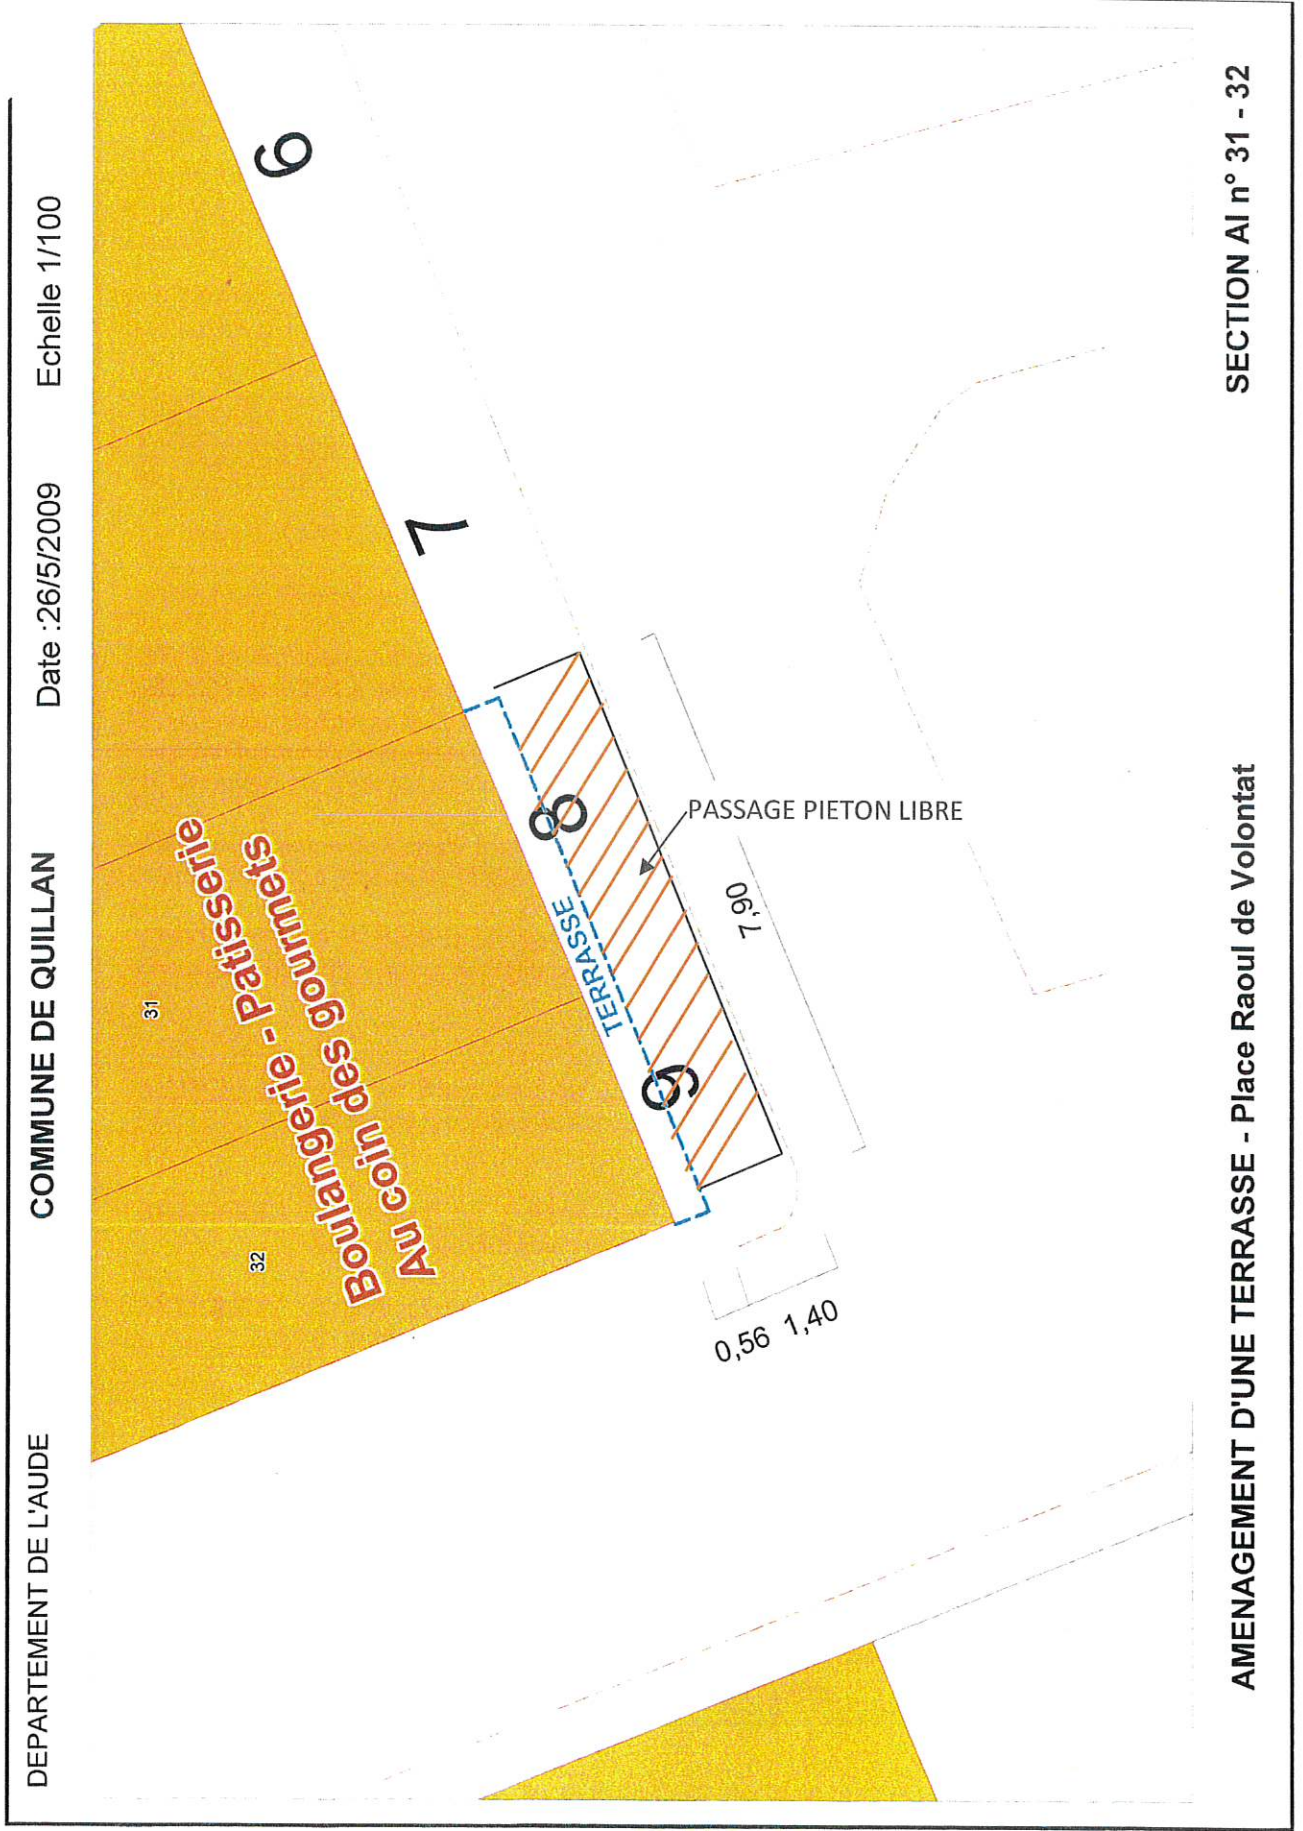 DEPARTEMENT DE L'AUDE
COMMUNE DE QUILLAN
Date :26/5/2009
Echelle 1/100
31
32
Boulangerie - Patisserie
Au coin des gourmets
6
7
8
9
TERRASSE
PASSAGE PIETON LIBRE
7,90
0,56
1,40
AMENAGEMENT D'UNE TERRASSE - Place Raoul de Volontat
SECTION AI n° 31 - 32